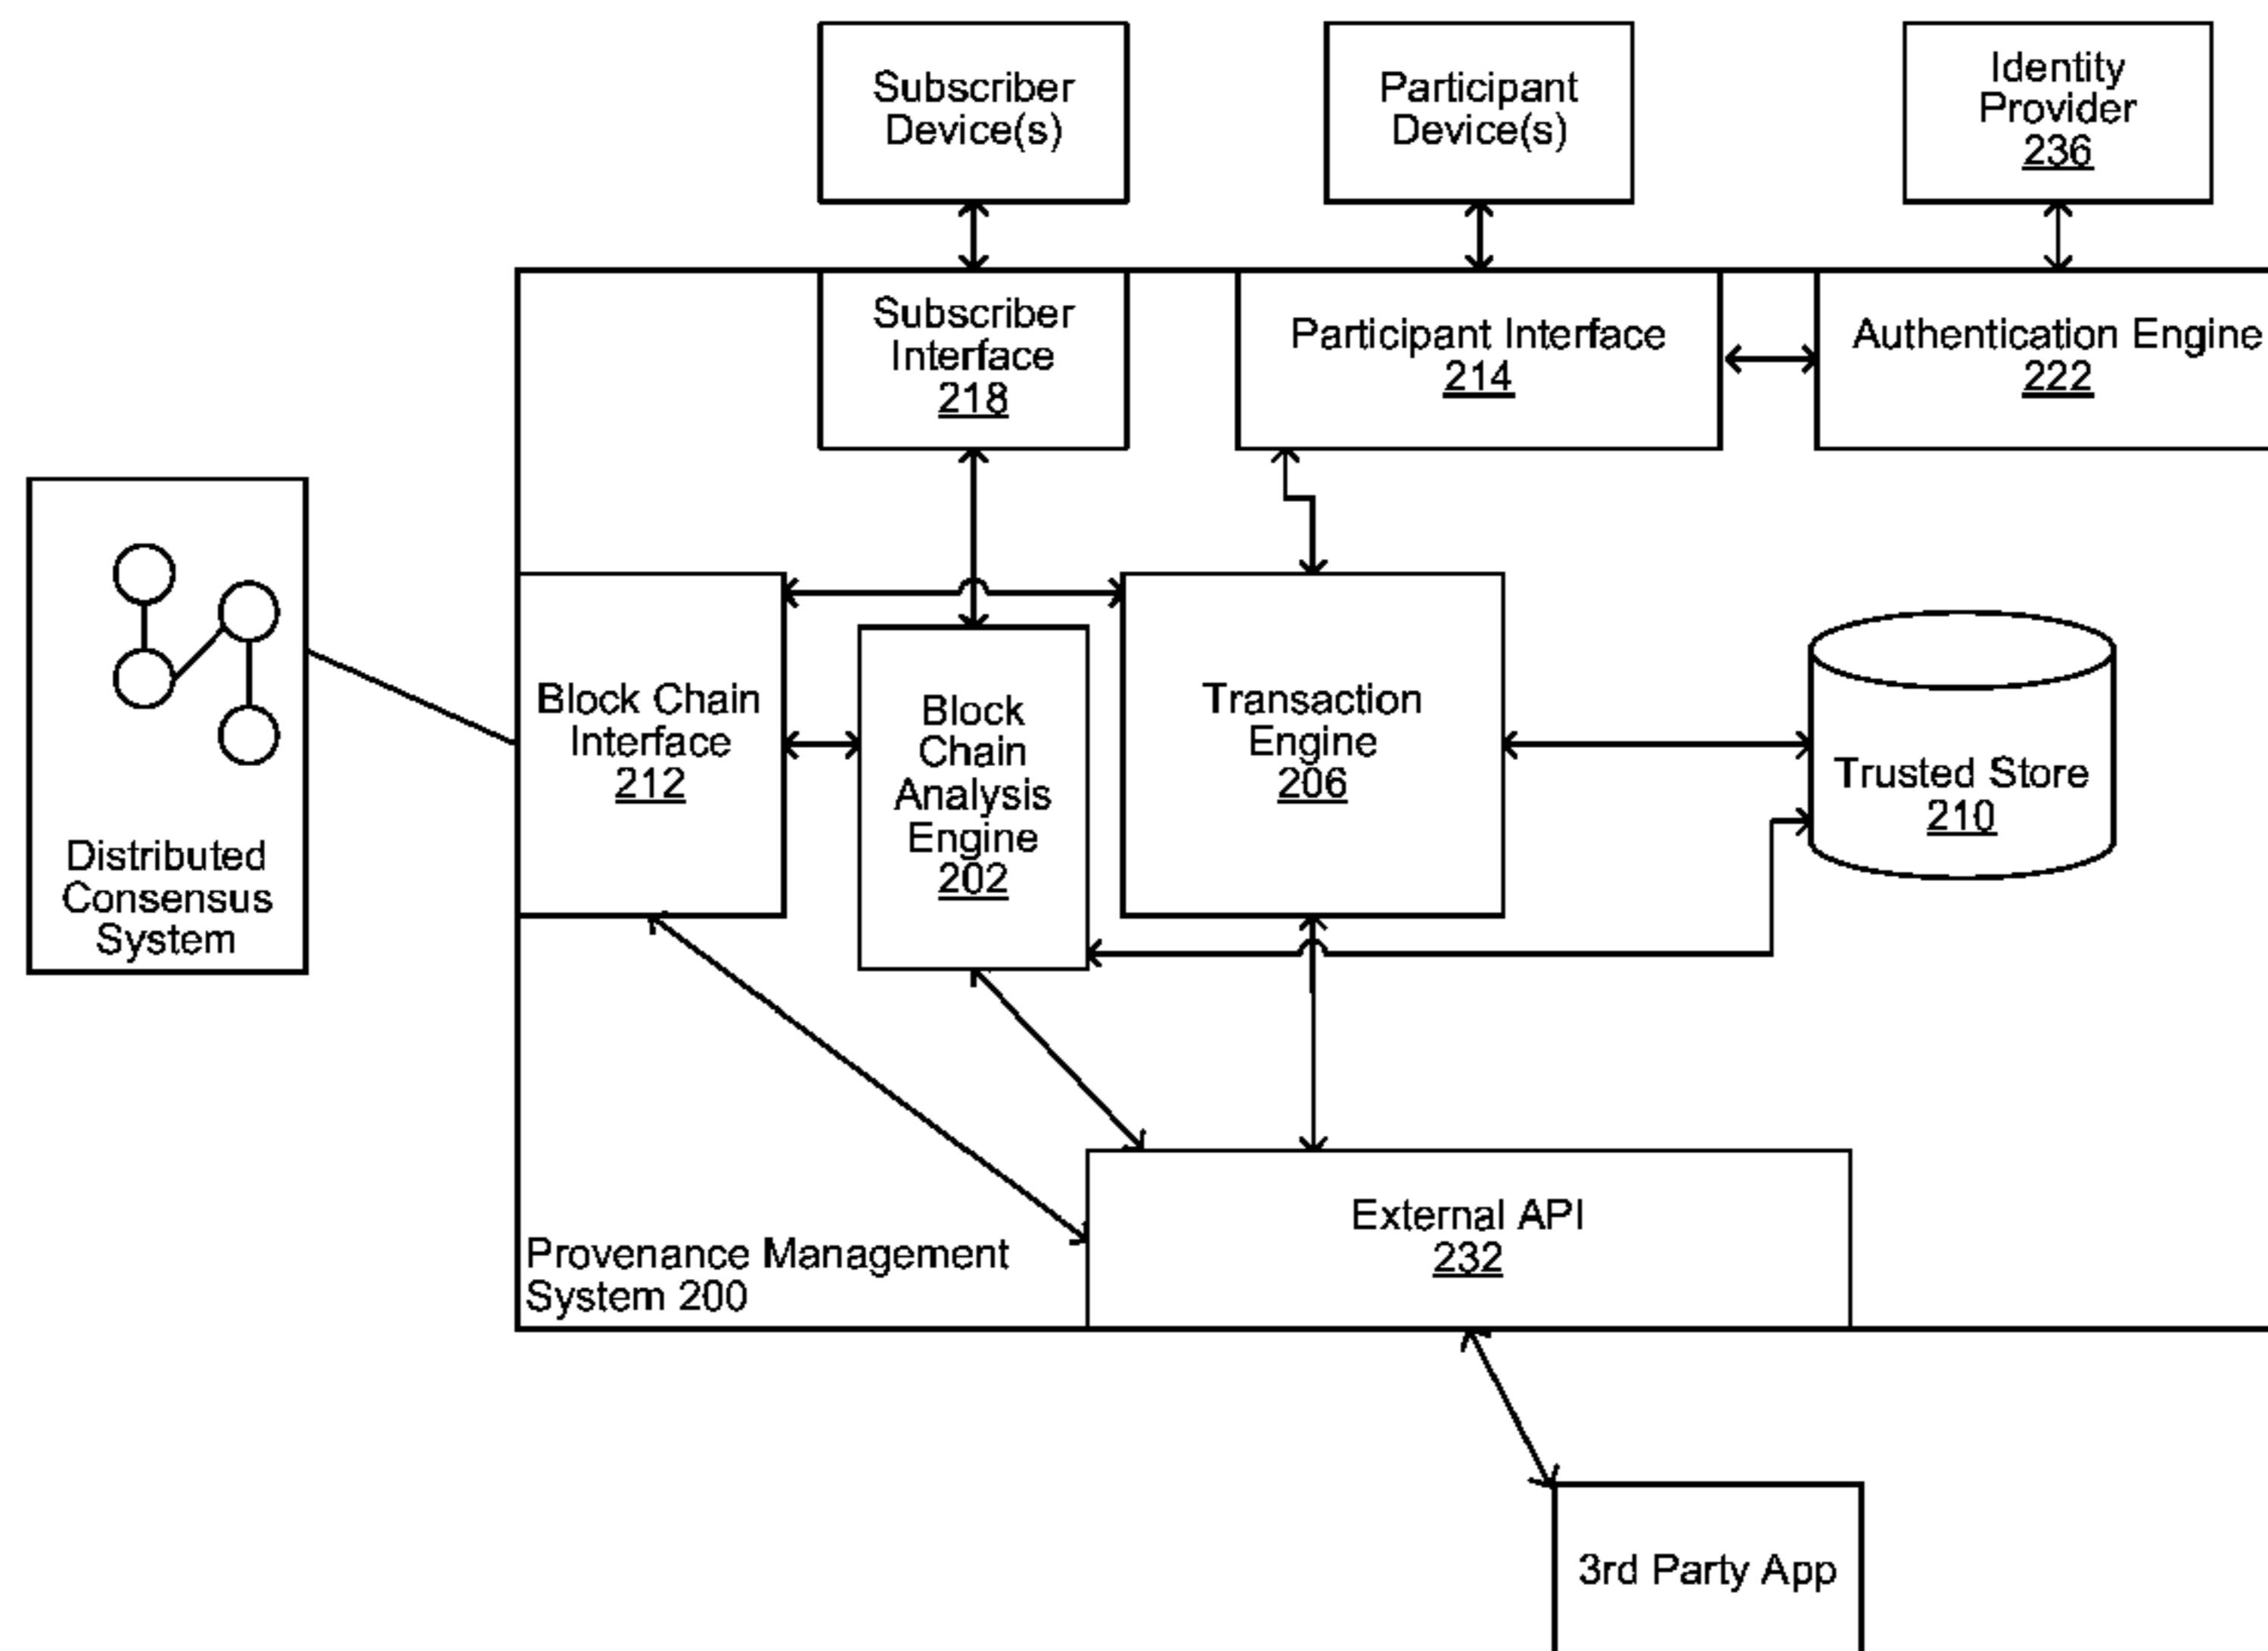 Subscriber
Device(s)
Participant
Device(s)
Identity
Provider
236
Subscriber
Interface
218
Participant Interface
214
Authentication Engine
222
Distributed
Consensus
System
Block Chain
Interface
212
Block
Chain
Analysis
Engine
202
Transaction
Engine
206
Trusted Store
210
Provenance Management
System 200
External API
232
3rd Party App